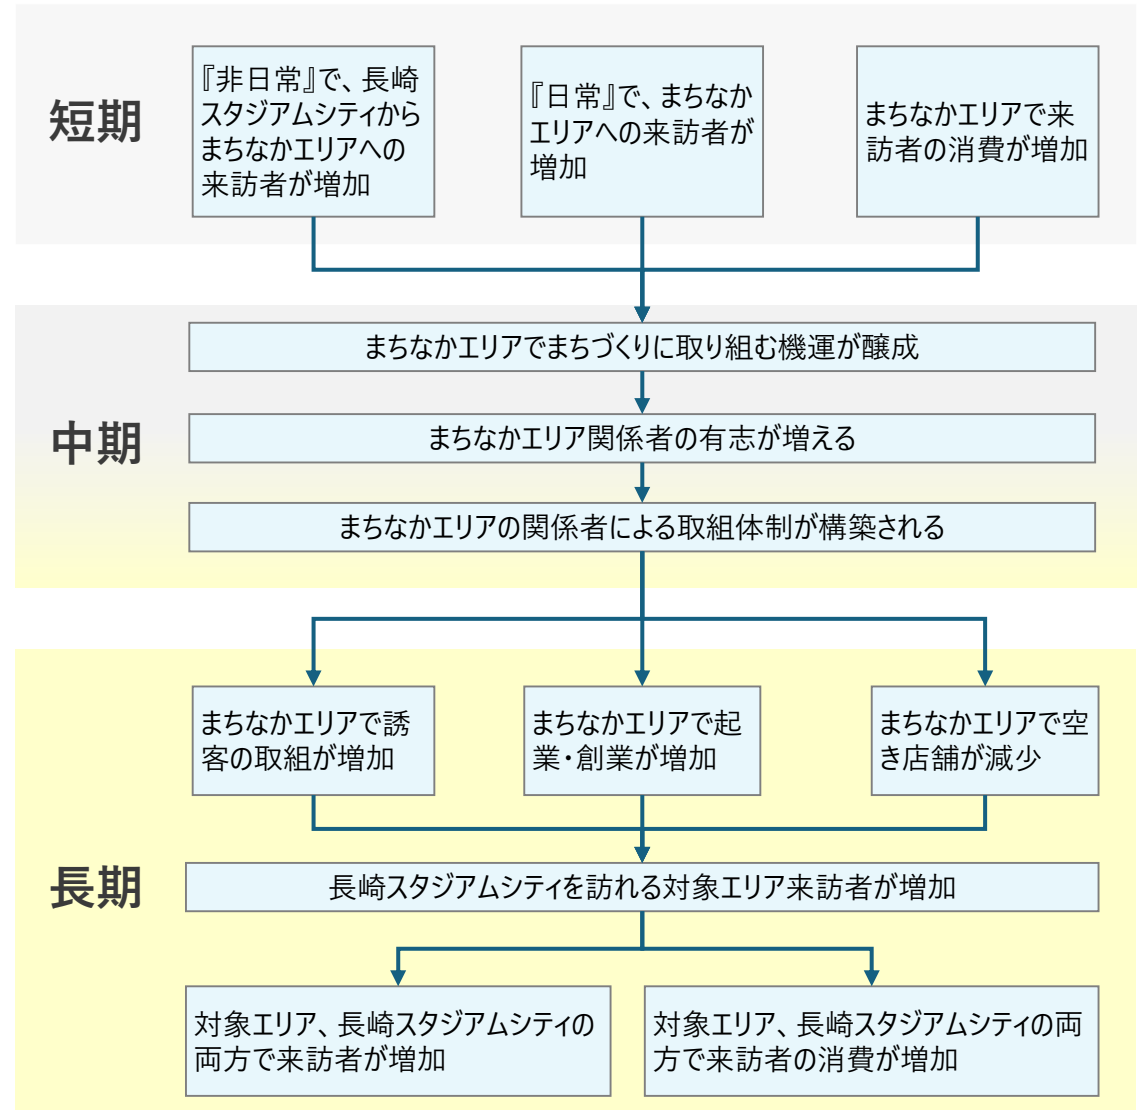 短期
『非日常』で、長崎
スタジアムシティから
まちなかエリアへの
来訪者が増加
『日常』で、まちなか
エリアへの来訪者が
増加
まちなかエリアで来
訪者の消費が増加
中期
まちなかエリアでまちづくりに取り組む機運が醸成
まちなかエリア関係者の有志が増える
まちなかエリアの関係者による取組体制が構築される
長期
まちなかエリアで誘
客の取組が増加
まちなかエリアで起
業・創業が増加
まちなかエリアで空
き店舗が減少
長崎スタジアムシティを訪れる対象エリア来訪者が増加
対象エリア、長崎スタジアムシティの
両方で来訪者が増加
対象エリア、長崎スタジアムシティの両
方で来訪者の消費が増加